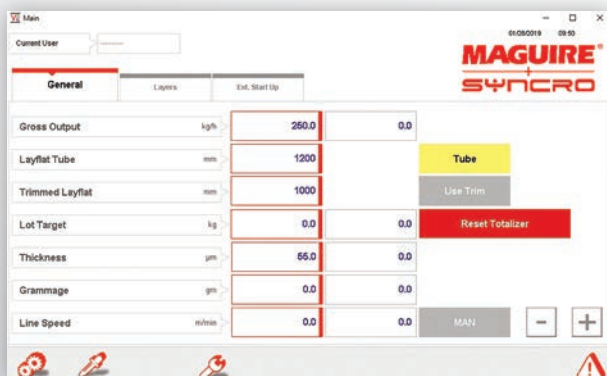 Main
01/28/2019 09:50
Current User
MAGUIRE®
SYNCRO
General Layers Ext. Start Up
Gross Output kg/h 250.0 0.0
Layflat Tube mm 1200 Tube
Trimmed Layflat mm 1000 Use Trim
Lot Target kg 0.0 0.0 Reset Totalizer
Thickness µm 55.0 0.0
Grammage gm 0.0 0.0
Line Speed m/min 0.0 0.0 MAN - +